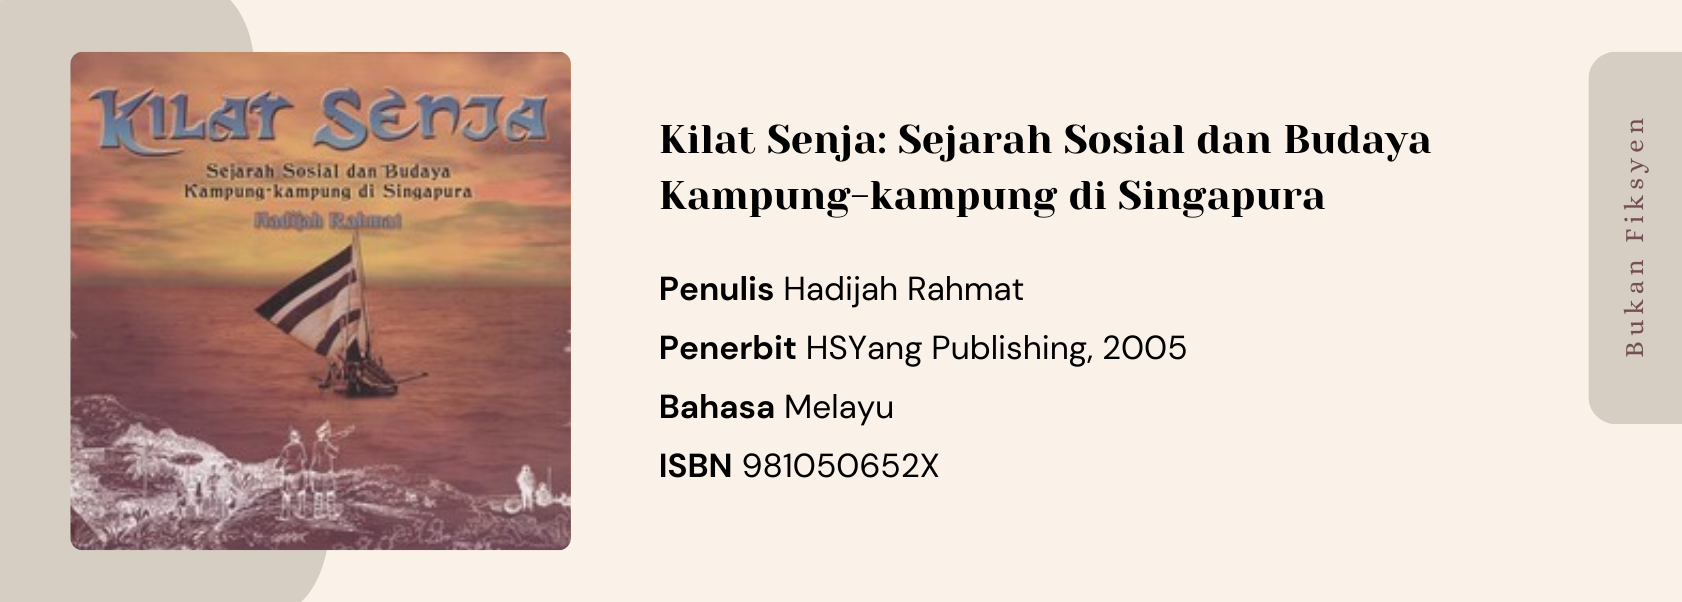 KILAT SENJA
Sejarah Sosial dan Budaya
Kampung-kampung di Singapura
Hadijah Rahmat
Kilat Senja: Sejarah Sosial dan Budaya
Kampung-kampung di Singapura
Penulis Hadijah Rahmat
Penerbit HSYang Publishing, 2005
Bahasa Melayu
ISBN 981050652X
Bukan Fiksyen